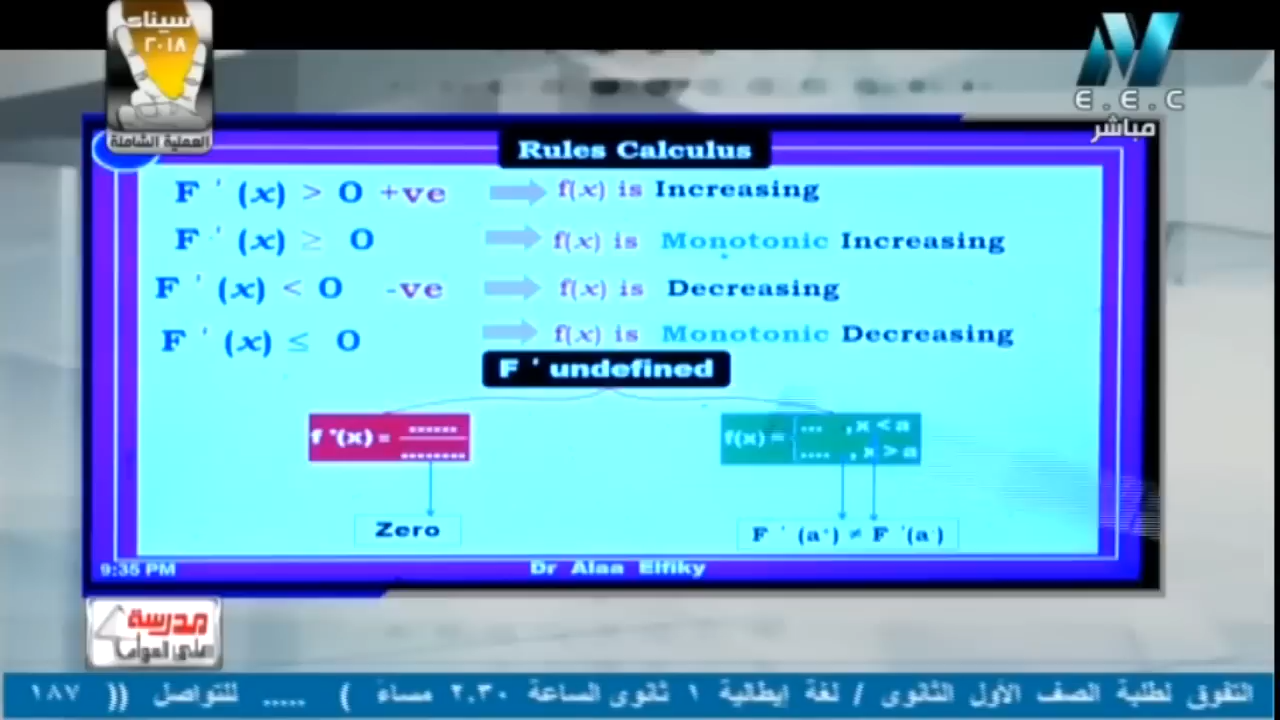 سيناء
٢٠١٨
العملية الشاملة
E.E.C
مباشر
Rules Calculus
F ' (x) > 0 +ve f(x) is Increasing
F ' (x) ≥ 0 f(x) is Monotonic Increasing
F ' (x) < 0 -ve f(x) is Decreasing
F ' (x) ≤ 0 f(x) is Monotonic Decreasing
F ' undefined
f '(x) = ...... ........
f(x) = { ... , x < a
.... , x > a
Zero
F ' (a⁺) ≠ F '(a⁻)
9:35 PM
Dr Alaa Elfiky
مدرسة
على الهواء
التفوق لطلبة الصف الأول الثانوى / لغة إيطالية ١ ثانوى الساعة ٢.٣٠ مساءً ) ..... للتواصل (( ١٨٧